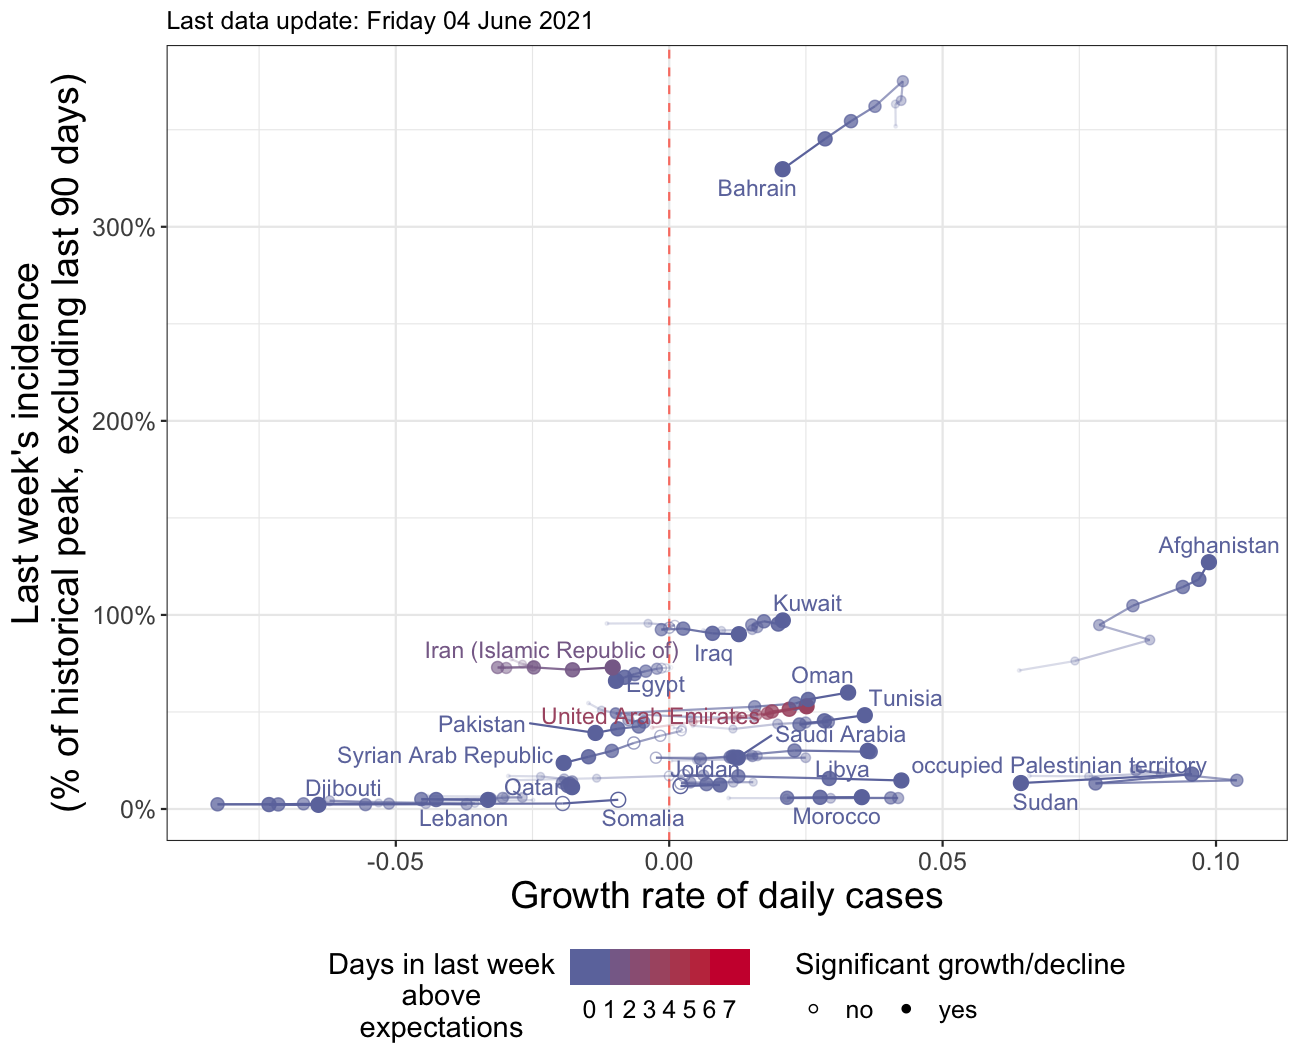 Last data update: Friday 04 June 2021
Last week's incidence
(% of historical peak, excluding last 90 days)
300%
200%
100%
0%
Bahrain
Afghanistan
Kuwait
Iraq
Iran (Islamic Republic of)
Egypt
Oman
Tunisia
United Arab Emirates
Pakistan
Saudi Arabia
Syrian Arab Republic
Jordan
Libya
occupied Palestinian territory
Djibouti
Qatar
Sudan
Lebanon
Somalia
Morocco
-0.05
0.00
0.05
0.10
Growth rate of daily cases
Days in last week
above
expectations
0 1 2 3 4 5 6 7
Significant growth/decline
no
yes